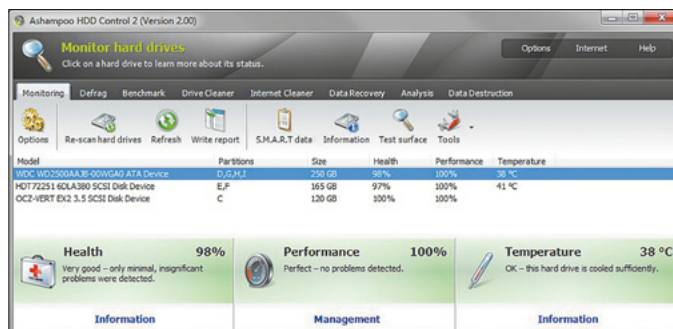 Ashampoo HDD Control 2 (Version 2.00)
Monitor hard drives
Click on a hard drive to learn more about its status.
Options Internet Help
Monitoring Defrag Benchmark Drive Cleaner Internet Cleaner Data Recovery Analysis Data Destruction
Options Re-scan hard drives Refresh Write report S.M.A.R.T data Information Test surface Tools
Model Partitions Size Health Performance Temperature
WDC WD2500AAJB-00WGA0 ATA Device D,G,H,I 250 GB 98% 100% 38 °C
HDT72251 6DLA380 SCSI Disk Device E,F 165 GB 97% 100% 41 °C
OCZ-VERT EX2 3.5 SCSI Disk Device C 120 GB 100% 100%
Health 98% Performance 100% Temperature 38 °C
Very good – only minimal, insignificant Perfect – no problems detected. OK – this hard drive is cooled sufficiently.
problems were detected.
Information Management Information